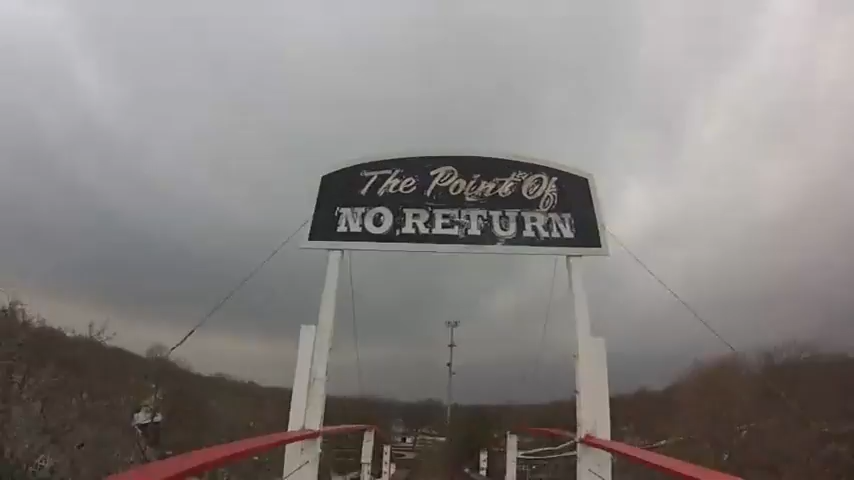 The Point Of
NO RETURN